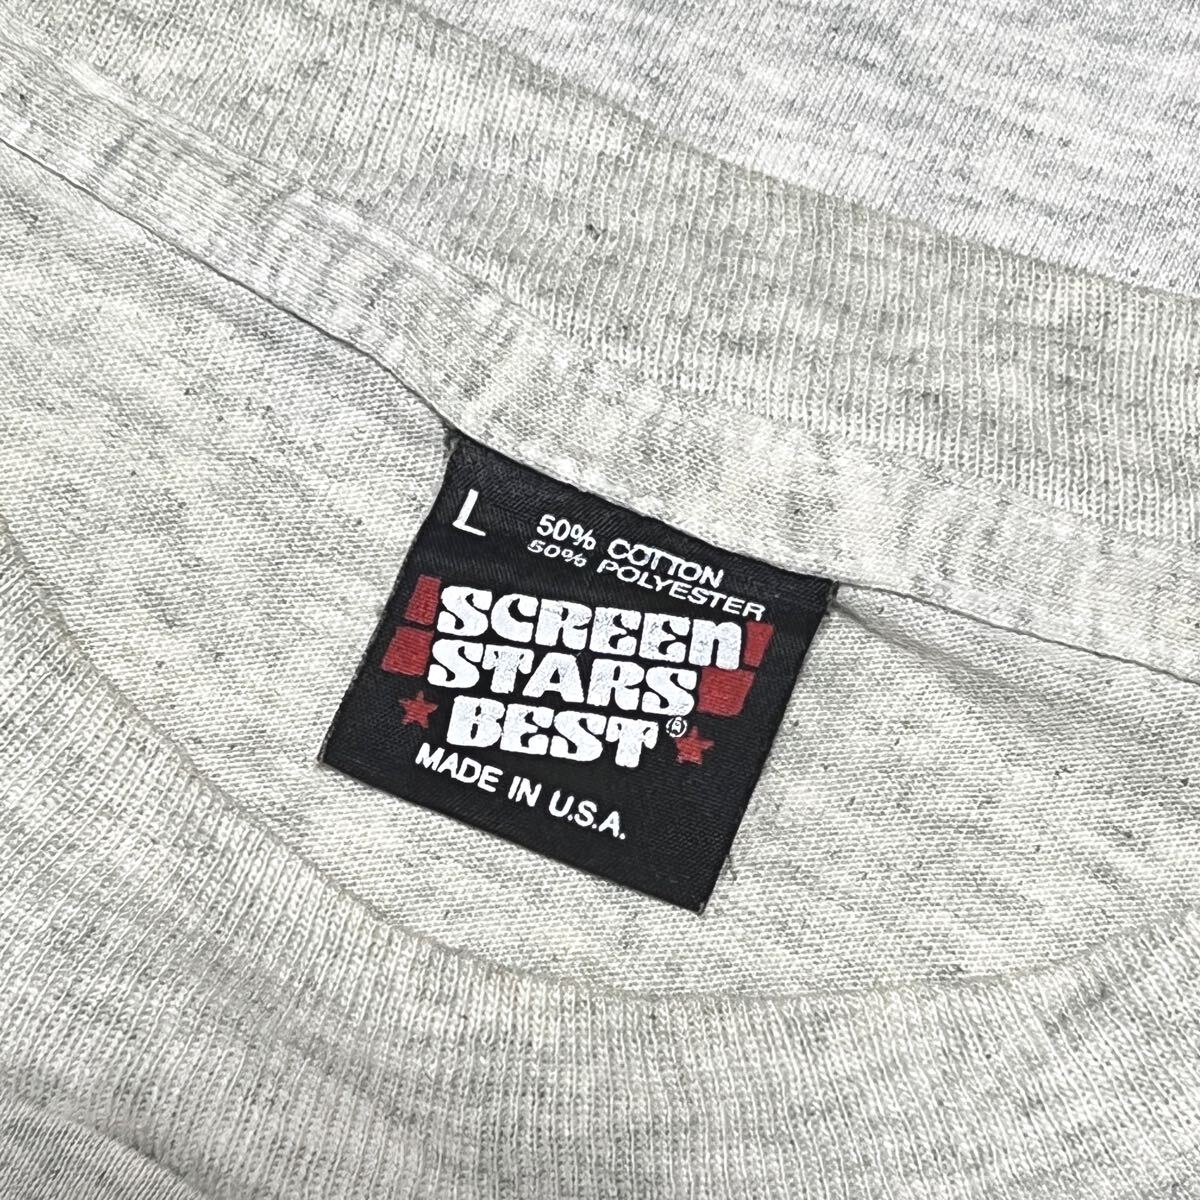 L
50% COTTON
50% POLYESTER
SCREEN
STARS
BEST®
MADE IN U.S.A.